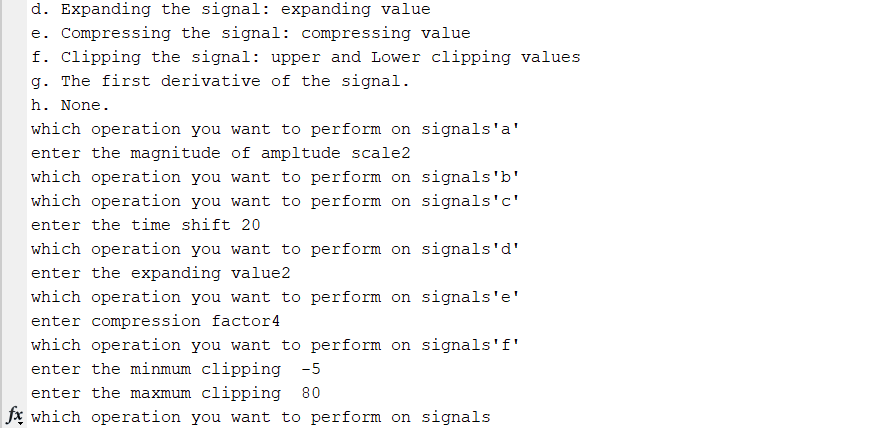 d. Expanding the signal: expanding value
e. Compressing the signal: compressing value
f. Clipping the signal: upper and Lower clipping values
g. The first derivative of the signal.
h. None.
which operation you want to perform on signals'a'
enter the magnitude of ampltude scale2
which operation you want to perform on signals'b'
which operation you want to perform on signals'c'
enter the time shift 20
which operation you want to perform on signals'd'
enter the expanding value2
which operation you want to perform on signals'e'
enter compression factor4
which operation you want to perform on signals'f'
enter the minmum clipping  -5
enter the maxmum clipping  80
fx which operation you want to perform on signals